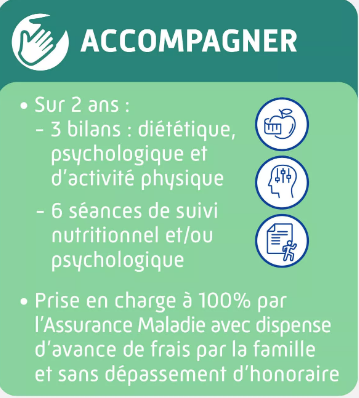 ACCOMPAGNER
• Sur 2 ans :
- 3 bilans : diététique,
psychologique et
d'activité physique
- 6 séances de suivi
nutritionnel et/ou
psychologique
• Prise en charge à 100% par
l'Assurance Maladie avec dispense
d'avance de frais par la famille
et sans dépassement d'honoraire